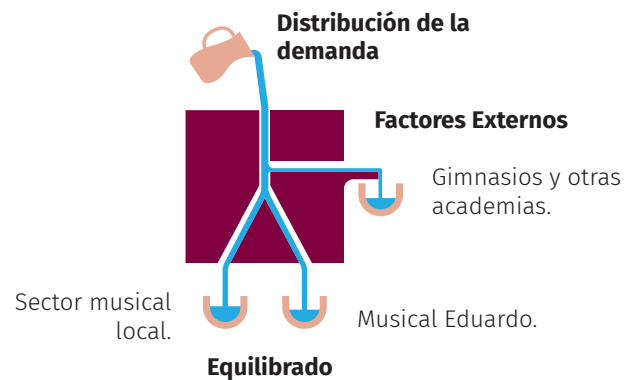 Distribución de la
demanda
Factores Externos
Gimnasios y otras
academias.
Sector musical
local.
Musical Eduardo.
Equilibrado